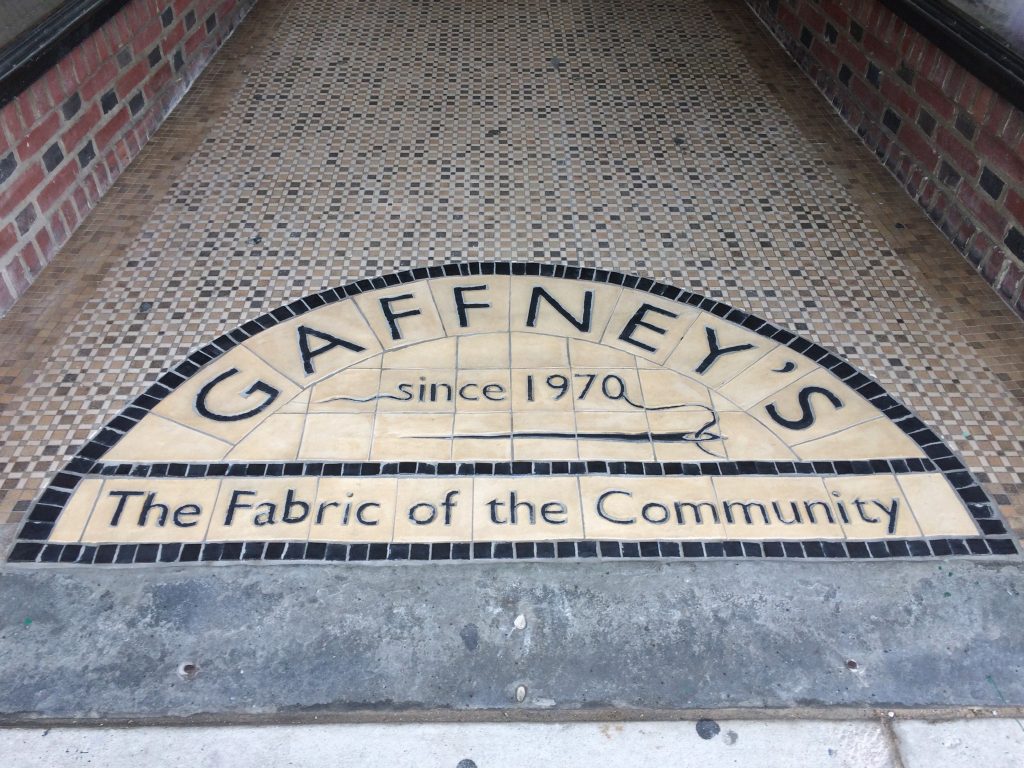 GAFFNEY'S
since 1970
The Fabric of the Community